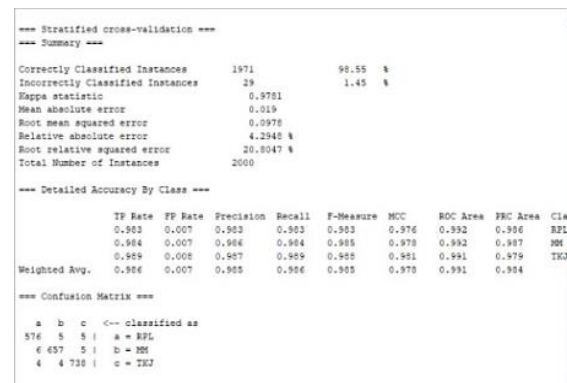 === Stratified cross-validation ===
=== Summary ===
Correctly Classified Instances 1971 98.55 %
Incorrectly Classified Instances 29 1.45 %
Kappa statistic 0.9781
Mean absolute error 0.019
Root mean squared error 0.0978
Relative absolute error 4.2948 %
Root relative squared error 20.8047 %
Total Number of Instances 2000
=== Detailed Accuracy By Class ===
TP Rate FP Rate Precision Recall F-Measure MCC ROC Area PRC Area Cla
0.983 0.007 0.983 0.983 0.983 0.976 0.992 0.986 RPL
0.984 0.007 0.986 0.984 0.985 0.978 0.992 0.987 MM
0.989 0.008 0.987 0.989 0.988 0.981 0.991 0.979 TKJ
Weighted Avg. 0.986 0.007 0.985 0.986 0.985 0.978 0.991 0.984
=== Confusion Matrix ===
a b c <-- classified as
576 5 5 | a = RPL
6 657 5 | b = MM
4 4 738 | c = TKJ